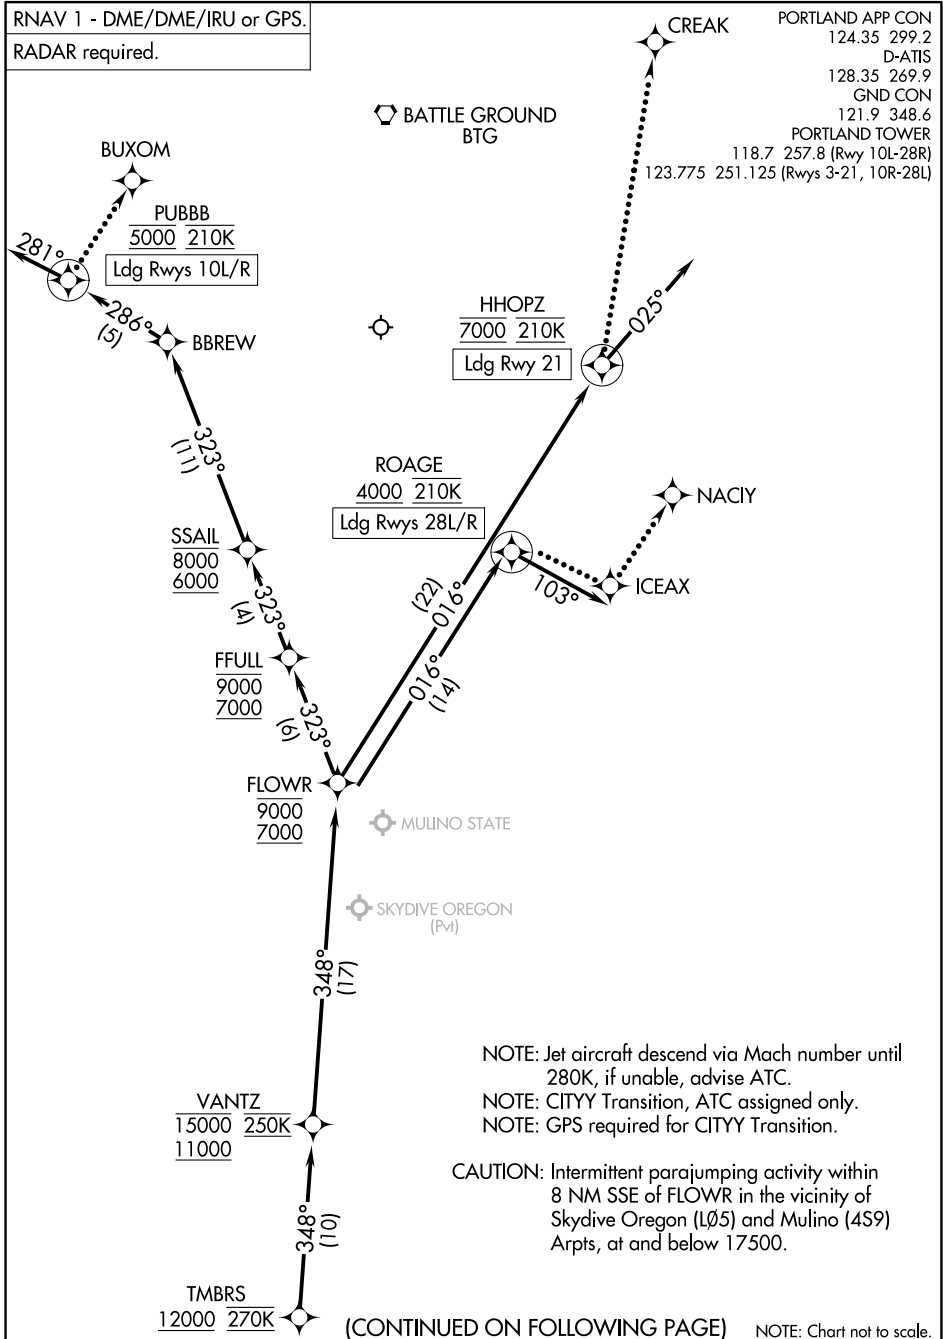 RNAV 1 - DME/DME/IRU or GPS.
RADAR required.
PORTLAND APP CON
124.35 299.2
D-ATIS
128.35 269.9
GND CON
121.9 348.6
PORTLAND TOWER
118.7 257.8 (Rwy 10L-28R)
123.775 251.125 (Rwys 3-21, 10R-28L)
CREAK
BATTLE GROUND
BTG
BUXOM
PUBBB
5000 210K
Ldg Rwys 10L/R
281°
286°
(5)
BBREW
HHOPZ
7000 210K
Ldg Rwy 21
025°
323°
(11)
ROAGE
4000 210K
Ldg Rwys 28L/R
NACIY
ICEAX
103°
SSAIL
8000
6000
323°
(4)
(22)
016°
FFULL
9000
7000
016°
(14)
323°
(6)
FLOWR
9000
7000
MULINO STATE
SKYDIVE OREGON
(Pvt)
348°
(17)
NOTE: Jet aircraft descend via Mach number until
280K, if unable, advise ATC.
NOTE: CITYY Transition, ATC assigned only.
NOTE: GPS required for CITYY Transition.
VANTZ
15000 250K
11000
CAUTION: Intermittent parajumping activity within
8 NM SSE of FLOWR in the vicinity of
Skydive Oregon (LØ5) and Mulino (4S9)
Arpts, at and below 17500.
348°
(10)
TMBRS
12000 270K
(CONTINUED ON FOLLOWING PAGE)
NOTE: Chart not to scale.